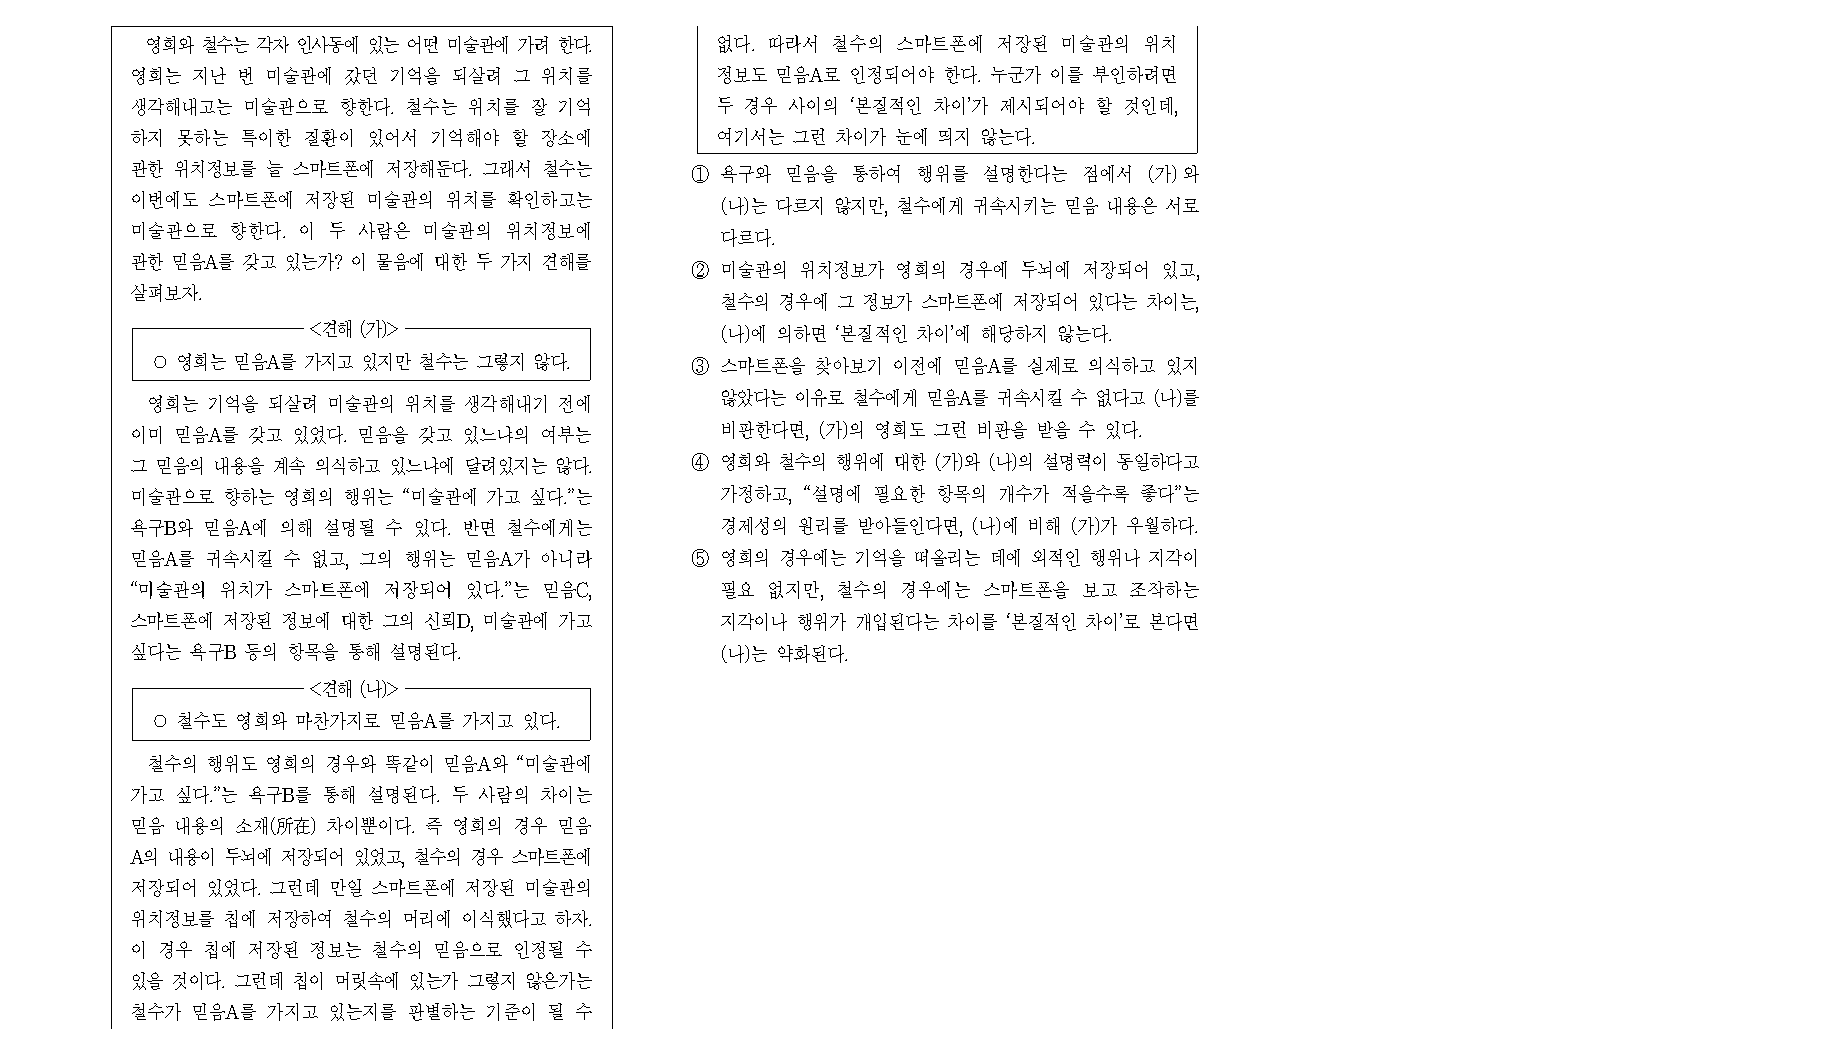 영희와 철수는 각자 인사동에 있는 어떤 미술관에 가려 한다.
영희는 지난 번 미술관에 갔던 기억을 되살려 그 위치를
생각해내고는 미술관으로 향한다. 철수는 위치를 잘 기억
하지 못하는 특이한 질환이 있어서 기억해야 할 장소에
관한 위치정보를 늘 스마트폰에 저장해둔다. 그래서 철수는
이번에도 스마트폰에 저장된 미술관의 위치를 확인하고는
미술관으로 향한다. 이 두 사람은 미술관의 위치정보에
관한 믿음A를 갖고 있는가? 이 물음에 대한 두 가지 견해를
살펴보자.
<견해 (가)>
○ 영희는 믿음A를 가지고 있지만 철수는 그렇지 않다.
영희는 기억을 되살려 미술관의 위치를 생각해내기 전에
이미 믿음A를 갖고 있었다. 믿음을 갖고 있느냐의 여부는
그 믿음의 내용을 계속 의식하고 있느냐에 달려있지는 않다.
미술관으로 향하는 영희의 행위는 “미술관에 가고 싶다.”는
욕구B와 믿음A에 의해 설명될 수 있다. 반면 철수에게는
믿음A를 귀속시킬 수 없고, 그의 행위는 믿음A가 아니라
“미술관의 위치가 스마트폰에 저장되어 있다.”는 믿음C,
스마트폰에 저장된 정보에 대한 그의 신뢰D, 미술관에 가고
싶다는 욕구B 등의 항목을 통해 설명된다.
<견해 (나)>
○ 철수도 영희와 마찬가지로 믿음A를 가지고 있다.
철수의 행위도 영희의 경우와 똑같이 믿음A와 “미술관에
가고 싶다.”는 욕구B를 통해 설명된다. 두 사람의 차이는
믿음 내용의 소재(所在) 차이뿐이다. 즉 영희의 경우 믿음
A의 내용이 두뇌에 저장되어 있었고, 철수의 경우 스마트폰에
저장되어 있었다. 그런데 만일 스마트폰에 저장된 미술관의
위치정보를 칩에 저장하여 철수의 머리에 이식했다고 하자.
이 경우 칩에 저장된 정보는 철수의 믿음으로 인정될 수
있을 것이다. 그런데 칩이 머릿속에 있는가 그렇지 않은가는
철수가 믿음A를 가지고 있는지를 판별하는 기준이 될 수
없다. 따라서 철수의 스마트폰에 저장된 미술관의 위치
정보도 믿음A로 인정되어야 한다. 누군가 이를 부인하려면
두 경우 사이의 ‘본질적인 차이’가 제시되어야 할 것인데,
여기서는 그런 차이가 눈에 띄지 않는다.
① 욕구와 믿음을 통하여 행위를 설명한다는 점에서 (가)와
(나)는 다르지 않지만, 철수에게 귀속시키는 믿음 내용은 서로
다르다.
② 미술관의 위치정보가 영희의 경우에 두뇌에 저장되어 있고,
철수의 경우에 그 정보가 스마트폰에 저장되어 있다는 차이는,
(나)에 의하면 ‘본질적인 차이’에 해당하지 않는다.
③ 스마트폰을 찾아보기 이전에 믿음A를 실제로 의식하고 있지
않았다는 이유로 철수에게 믿음A를 귀속시킬 수 없다고 (나)를
비판한다면, (가)의 영희도 그런 비판을 받을 수 있다.
④ 영희와 철수의 행위에 대한 (가)와 (나)의 설명력이 동일하다고
가정하고, “설명에 필요한 항목의 개수가 적을수록 좋다”는
경제성의 원리를 받아들인다면, (나)에 비해 (가)가 우월하다.
⑤ 영희의 경우에는 기억을 떠올리는 데에 외적인 행위나 지각이
필요 없지만, 철수의 경우에는 스마트폰을 보고 조작하는
지각이나 행위가 개입된다는 차이를 ‘본질적인 차이’로 본다면
(나)는 약화된다.